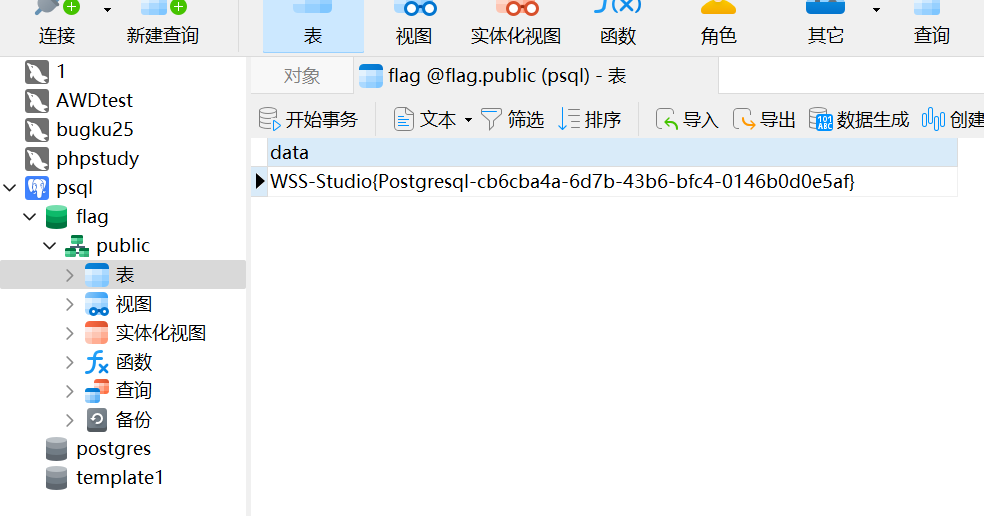 连接 新建查询 表 视图 实体化视图 函数 角色 其它 查询
1
AWDtest
bugku25
phpstudy
psql
flag
public
表
视图
实体化视图
函数
查询
备份
postgres
template1
对象 flag @flag.public (psql) - 表
开始事务 文本 筛选 排序 导入 导出 数据生成 创建
data
WSS-Studio{Postgresql-cb6cba4a-6d7b-43b6-bfc4-0146b0d0e5af}